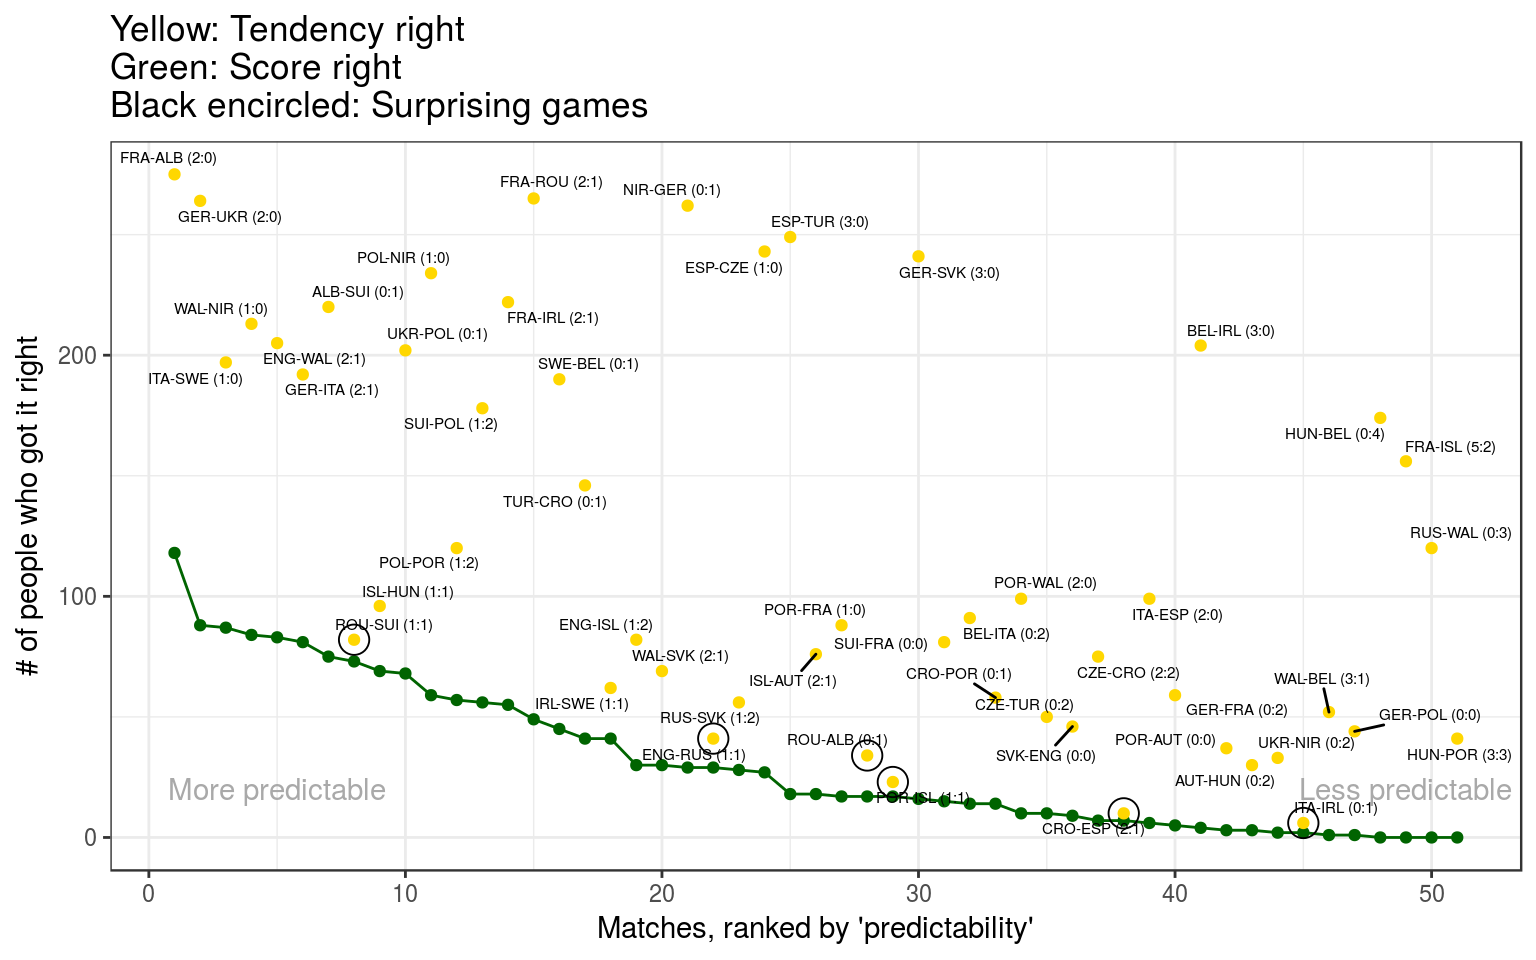 Yellow: Tendency right
Green: Score right
Black encircled: Surprising games
# of people who got it right
200
100
0
FRA-ALB (2:0)
GER-UKR (2:0)
FRA-ROU (2:1)
NIR-GER (0:1)
ESP-TUR (3:0)
POL-NIR (1:0)
ESP-CZE (1:0)
GER-SVK (3:0)
ALB-SUI (0:1)
WAL-NIR (1:0)
FRA-IRL (2:1)
UKR-POL (0:1)
BEL-IRL (3:0)
ENG-WAL (2:1)
SWE-BEL (0:1)
ITA-SWE (1:0)
GER-ITA (2:1)
SUI-POL (1:2)
HUN-BEL (0:4)
FRA-ISL (5:2)
TUR-CRO (0:1)
RUS-WAL (0:3)
POL-POR (1:2)
ISL-HUN (1:1)
POR-WAL (2:0)
POR-FRA (1:0)
ITA-ESP (2:0)
ROU-SUI (1:1)
ENG-ISL (1:2)
BEL-ITA (0:2)
SUI-FRA (0:0)
WAL-SVK (2:1)
CRO-POR (0:1)
CZE-CRO (2:2)
ISL-AUT (2:1)
WAL-BEL (3:1)
IRL-SWE (1:1)
CZE-TUR (0:2)
GER-FRA (0:2)
GER-POL (0:0)
RUS-SVK (1:2)
ROU-ALB (0:1)
POR-AUT (0:0)
UKR-NIR (0:2)
ENG-RUS (1:1)
SVK-ENG (0:0)
HUN-POR (3:3)
AUT-HUN (0:2)
More predictable
Less predictable
POR-ISL (1:1)
ITA-IRL (0:1)
CRO-ESP (2:1)
0
10
20
30
40
50
Matches, ranked by 'predictability'